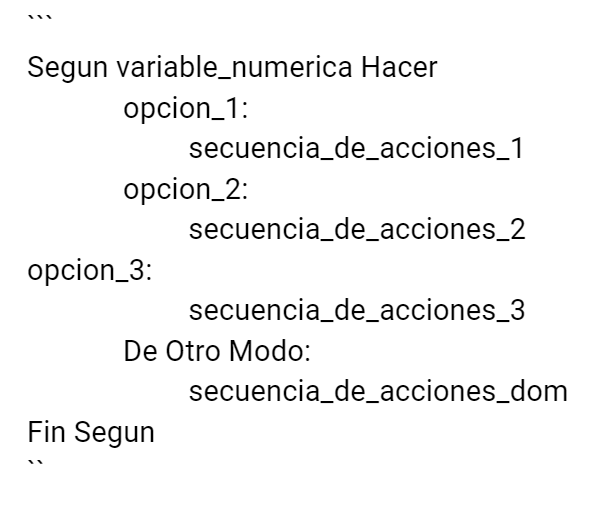 ```
Segun variable_numerica Hacer
opcion_1:
secuencia_de_acciones_1
opcion_2:
secuencia_de_acciones_2
opcion_3:
secuencia_de_acciones_3
De Otro Modo:
secuencia_de_acciones_dom
Fin Segun
``